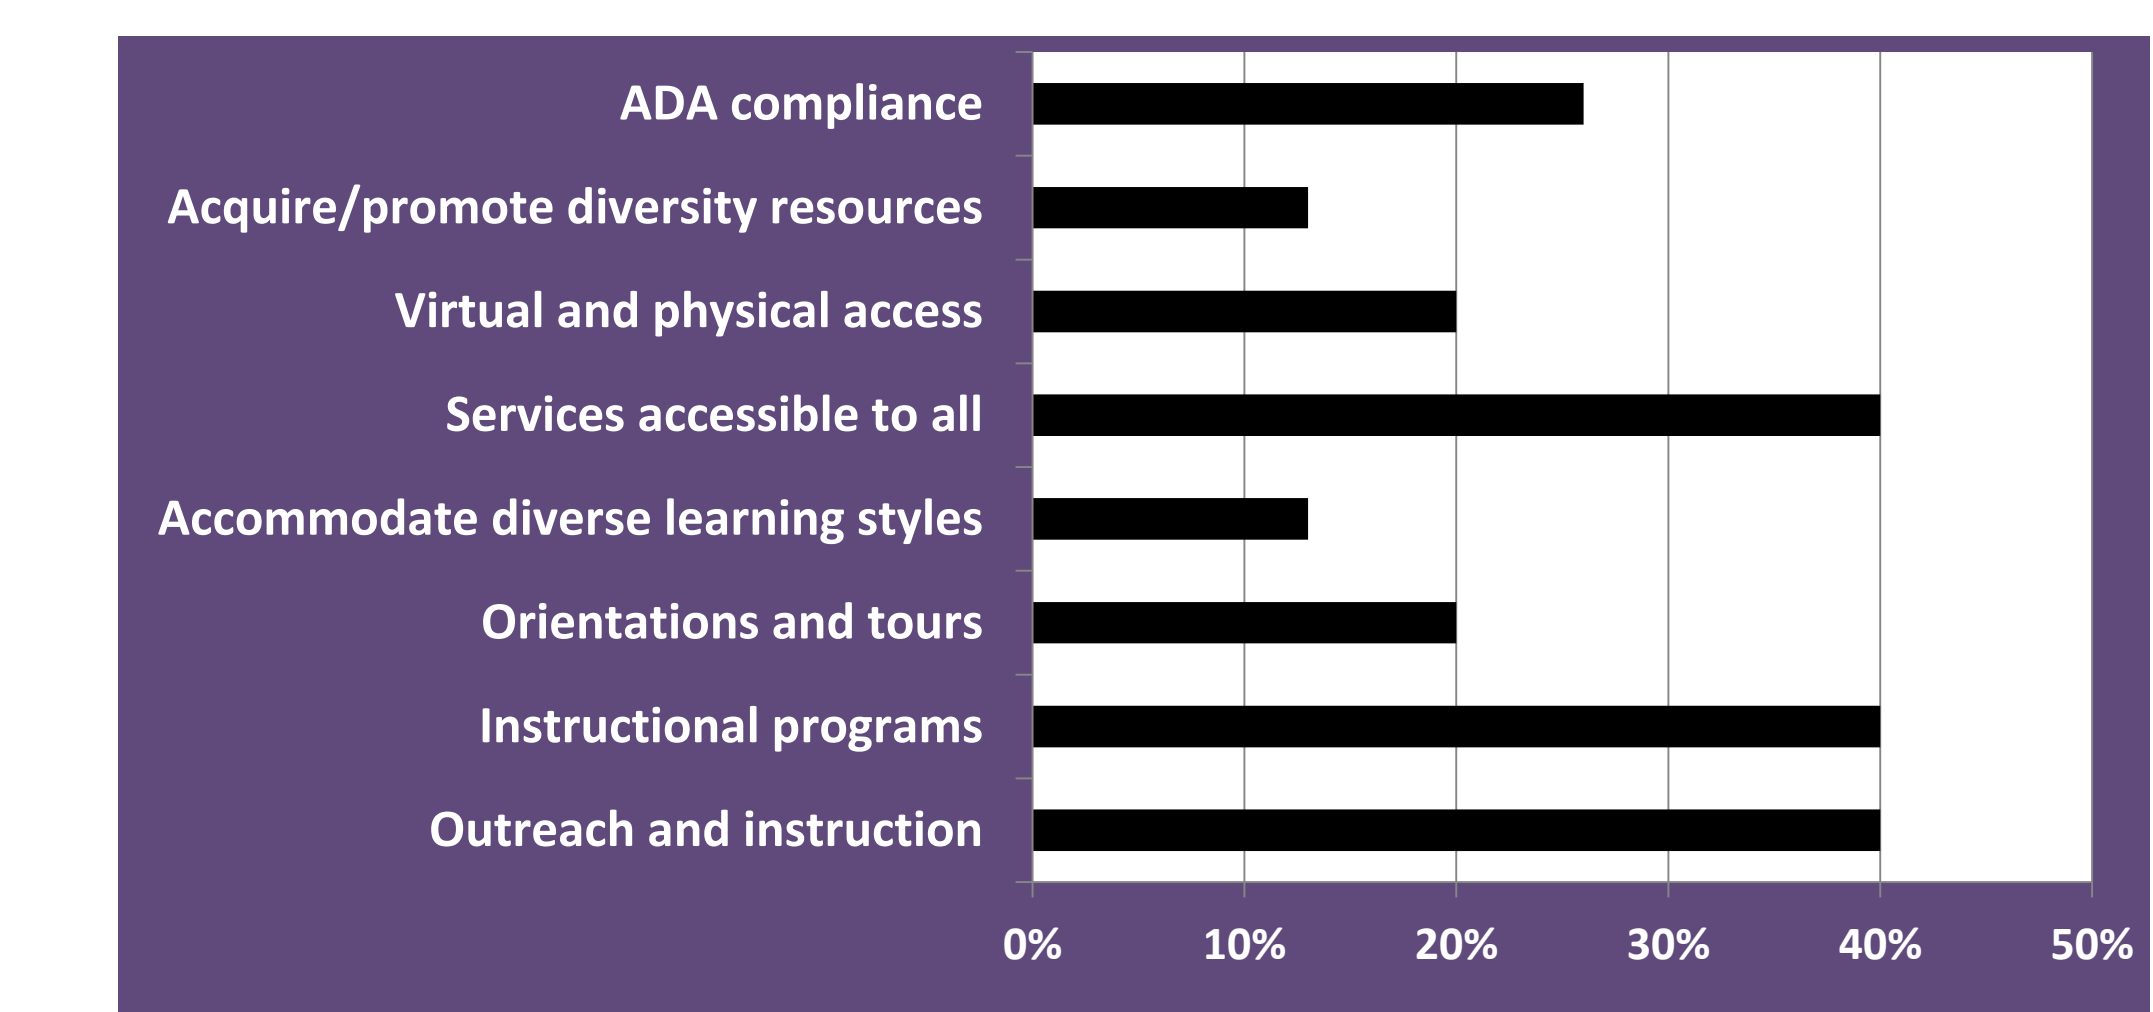 ADA compliance
Acquire/promote diversity resources
Virtual and physical access
Services accessible to all
Accommodate diverse learning styles
Orientations and tours
Instructional programs
Outreach and instruction
0% 10% 20% 30% 40% 50%